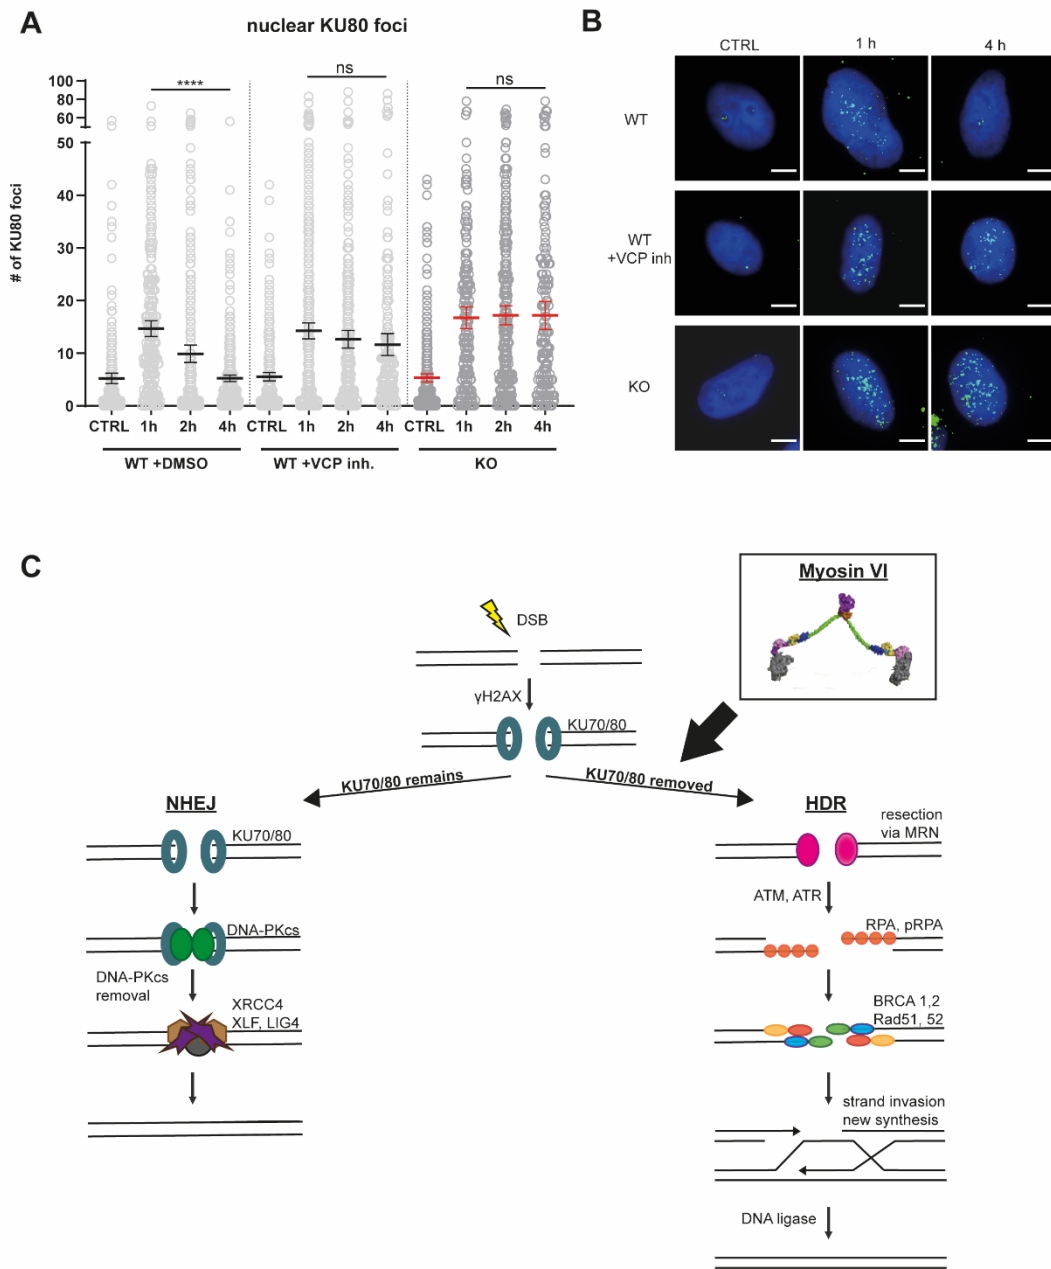 A
nuclear KU80 foci
# of KU80 foci
100
80
60
50
40
30
20
10
0
****
ns
ns
CTRL 1h 2h 4h CTRL 1h 2h 4h CTRL 1h 2h 4h
WT +DMSO
WT +VCP inh.
KO
B
CTRL
1 h
4 h
WT
WT
+VCP inh
KO
C
Myosin VI
DSB
γH2AX
KU70/80
KU70/80 remains
KU70/80 removed
NHEJ
KU70/80
DNA-PKcs
DNA-PKcs
removal
XRCC4
XLF, LIG4
HDR
resection
via MRN
ATM, ATR
RPA, pRPA
BRCA 1,2
Rad51, 52
strand invasion
new synthesis
DNA ligase